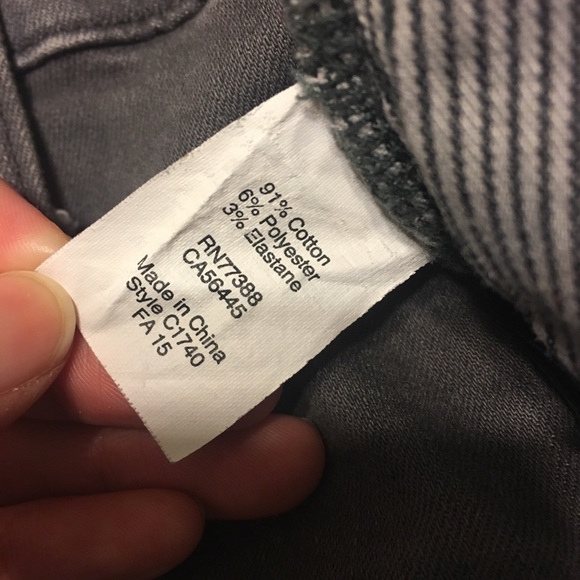 91% Cotton
6% Polyester
3% Elastane
RN77388
CA56445
Made in China
Style C1740
FA 15